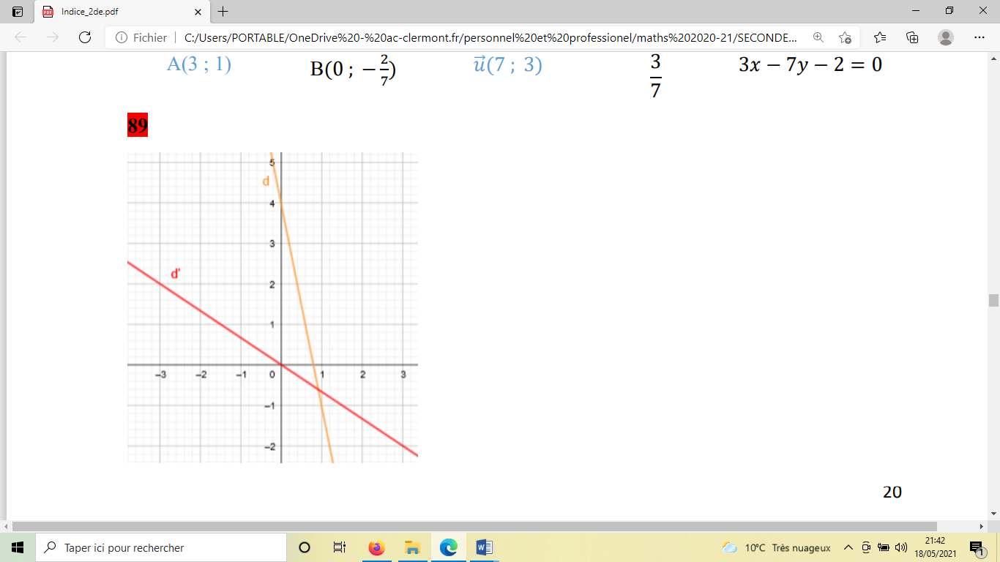 Indice_2de.pdf
Fichier C:/Users/PORTABLE/OneDrive%20-%20ac-clermont.fr/personnel%20et%20professionel/maths%202020-21/SECONDE...
A(3 ; 1) B(0 ; −2/7) u⃗(7 ; 3) 3/7 3x − 7y − 2 = 0
89
5
d
4
3
d'
2
1
−3 −2 −1 0 1 2 3
−1
−2
20
Taper ici pour rechercher
10°C Très nuageux
21:42
18/05/2021
1